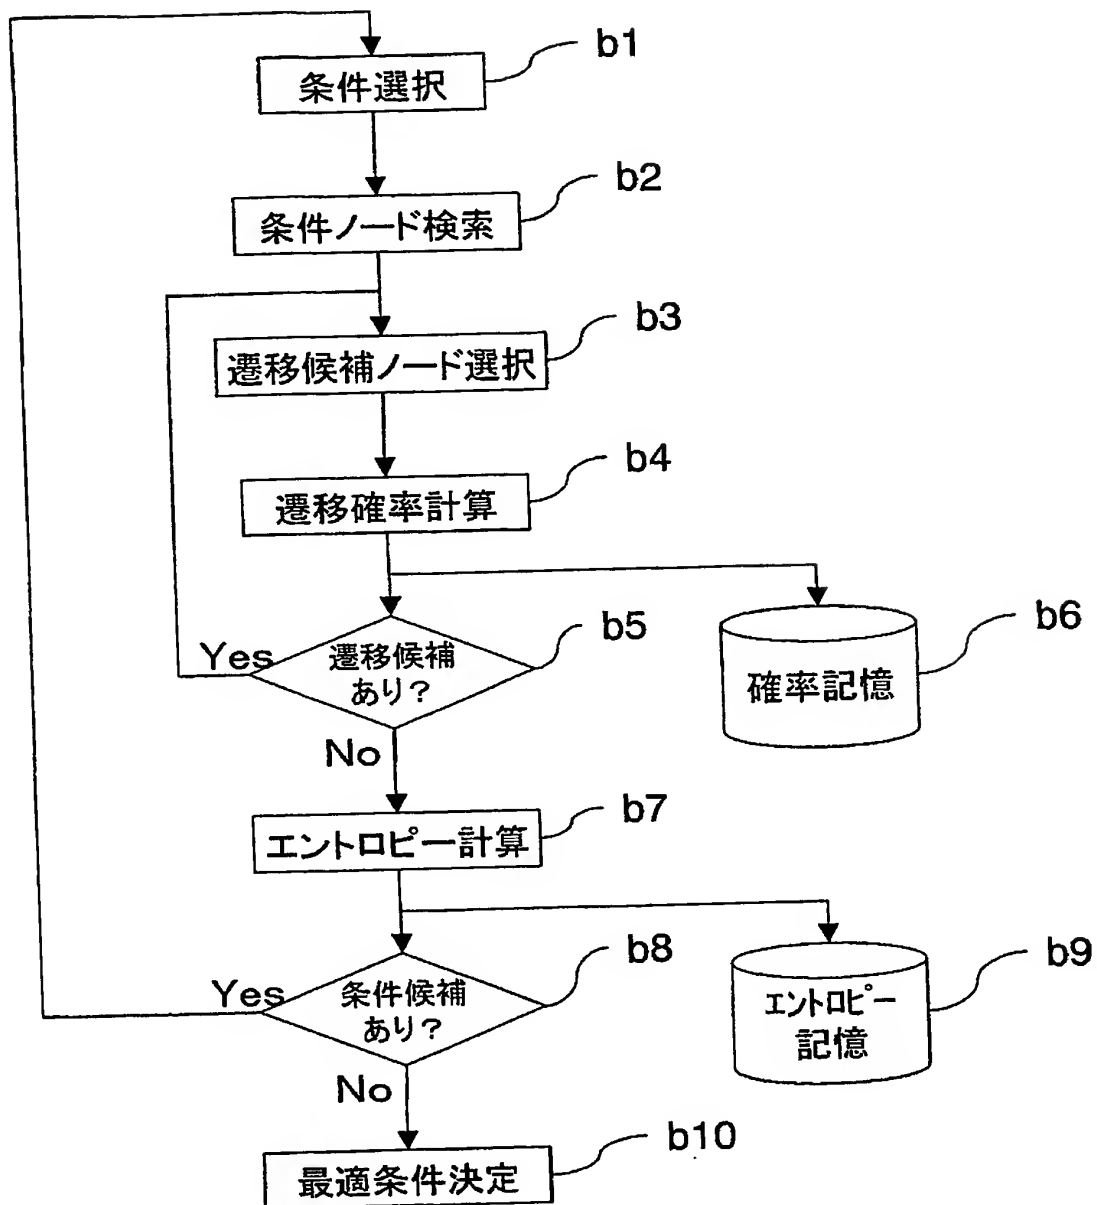 b1
条件選択
b2
条件ノード検索
b3
遷移候補ノード選択
b4
遷移確率計算
b5
遷移候補
あり?
Yes
No
b6
確率記憶
b7
エントロピー計算
b8
条件候補
あり?
Yes
No
b9
エントロピー
記憶
b10
最適条件決定